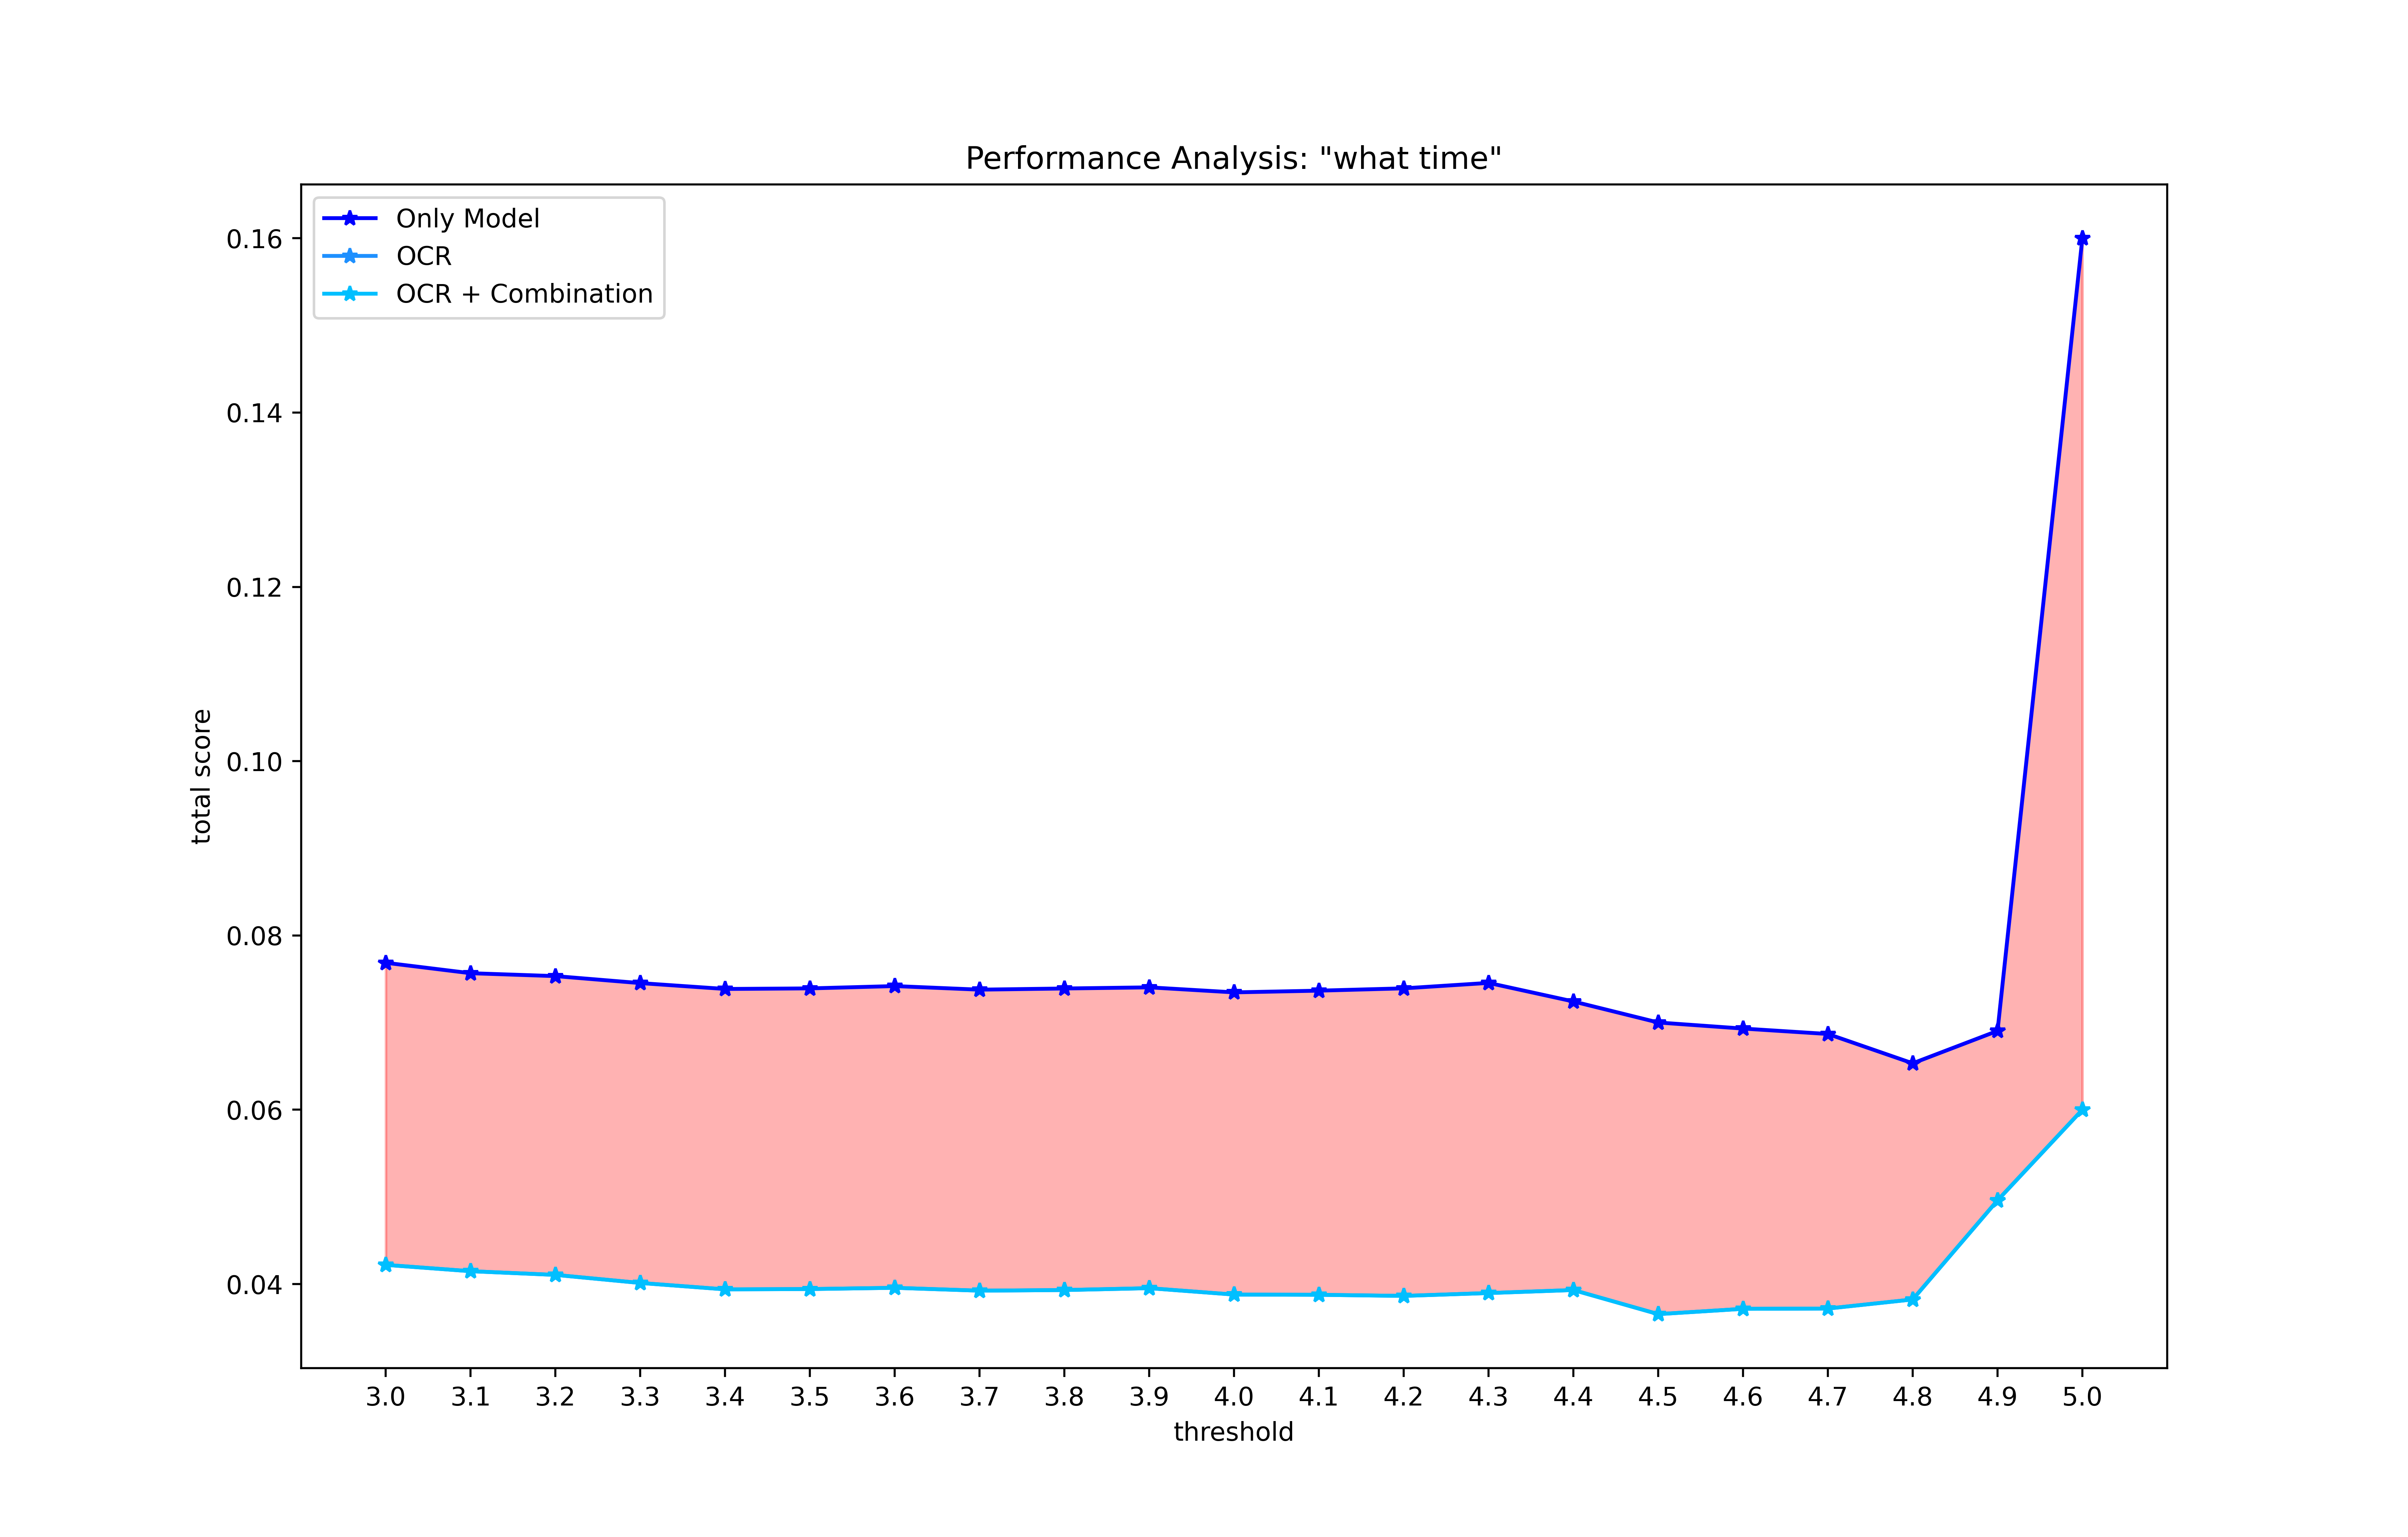 Performance Analysis: "what time"
Only Model
OCR
OCR + Combination
0.16
0.14
0.12
0.10
0.08
0.06
0.04
total score
3.0 3.1 3.2 3.3 3.4 3.5 3.6 3.7 3.8 3.9 4.0 4.1 4.2 4.3 4.4 4.5 4.6 4.7 4.8 4.9 5.0
threshold